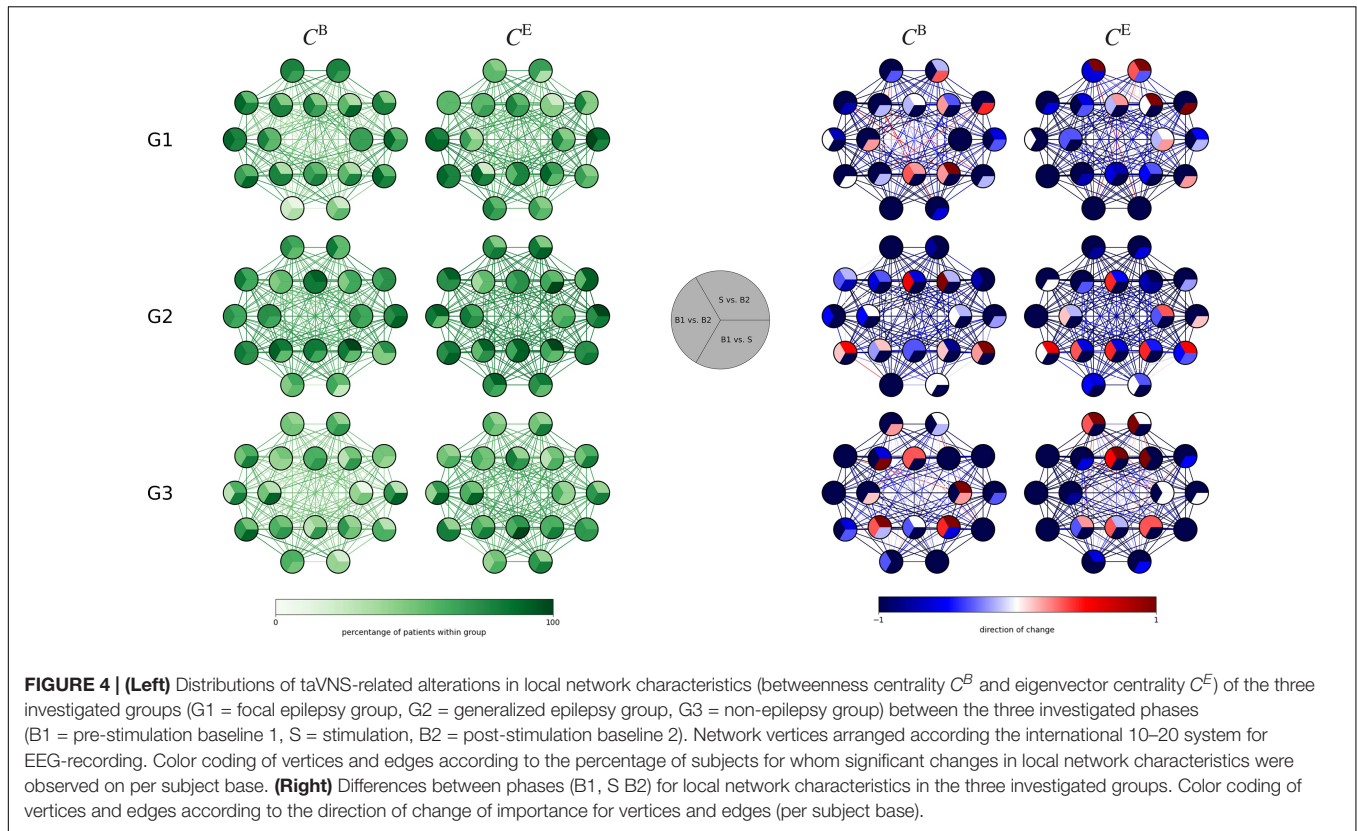 C^B C^E C^B C^E
G1
G2
S vs. B2
B1 vs. B2
B1 vs. S
G3
0 100
percentage of patients within group
−1 1
direction of change
FIGURE 4 | (Left) Distributions of taVNS-related alterations in local network characteristics (betweenness centrality C^B and eigenvector centrality C^E) of the three
investigated groups (G1 = focal epilepsy group, G2 = generalized epilepsy group, G3 = non-epilepsy group) between the three investigated phases
(B1 = pre-stimulation baseline 1, S = stimulation, B2 = post-stimulation baseline 2). Network vertices arranged according the international 10–20 system for
EEG-recording. Color coding of vertices and edges according to the percentage of subjects for whom significant changes in local network characteristics were
observed on per subject base. (Right) Differences between phases (B1, S B2) for local network characteristics in the three investigated groups. Color coding of
vertices and edges according to the direction of change of importance for vertices and edges (per subject base).